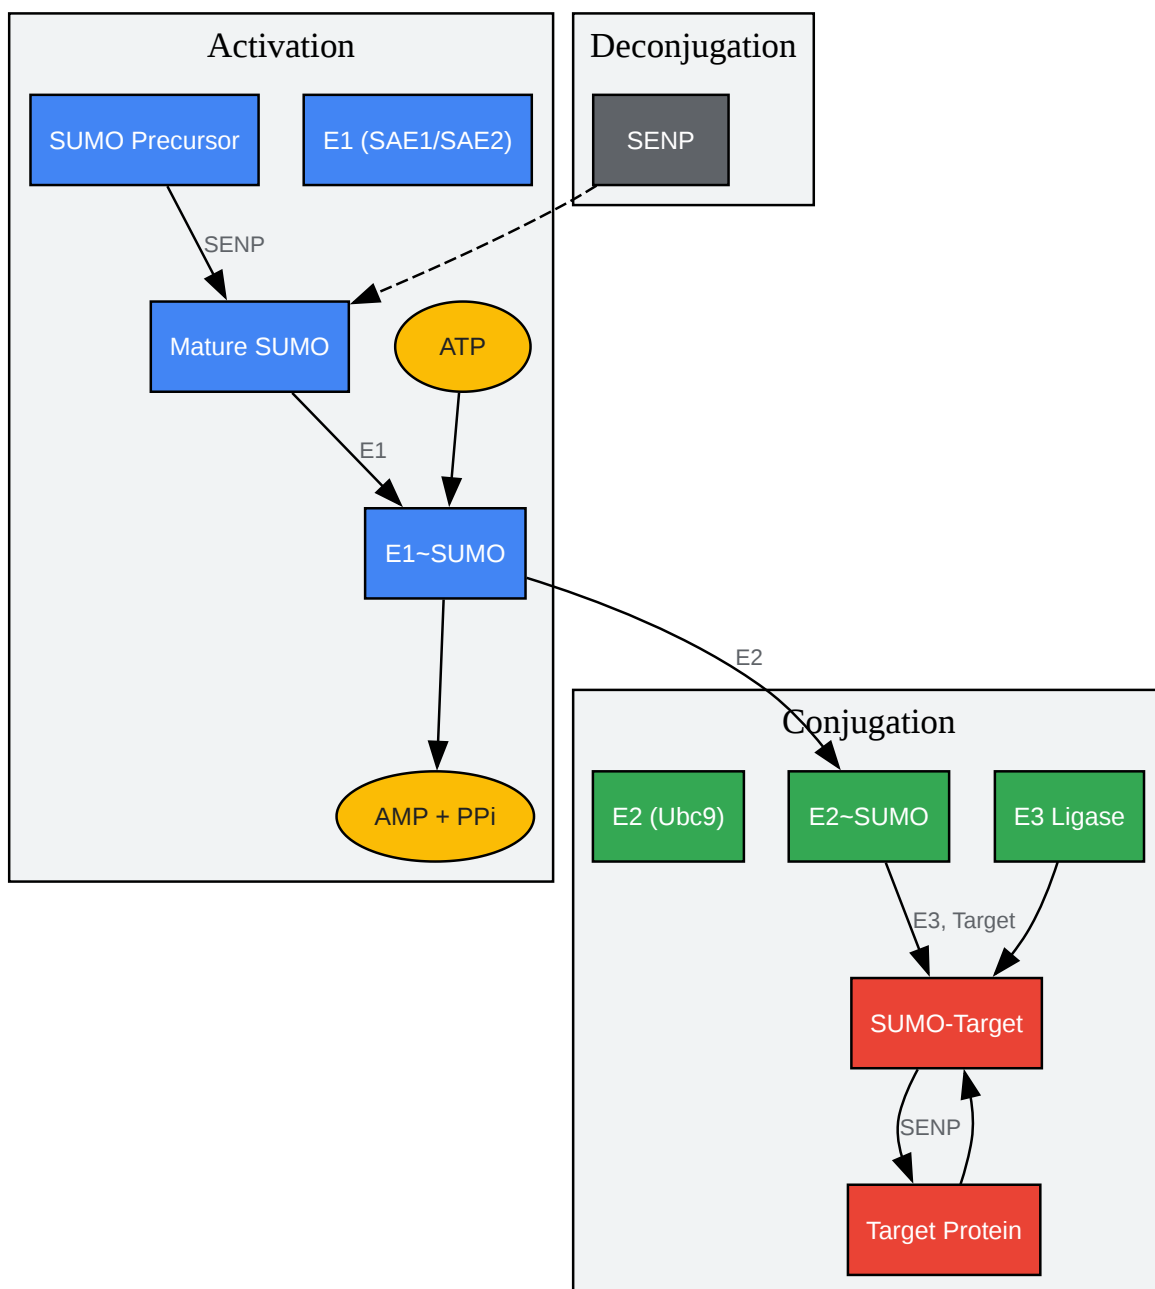 Activation
Deconjugation
SUMO Precursor
E1 (SAE1/SAE2)
SENP
SENP
Mature SUMO
ATP
E1
E1~SUMO
E2
Conjugation
AMP + PPi
E2 (Ubc9)
E2~SUMO
E3 Ligase
E3, Target
SUMO-Target
SENP
Target Protein